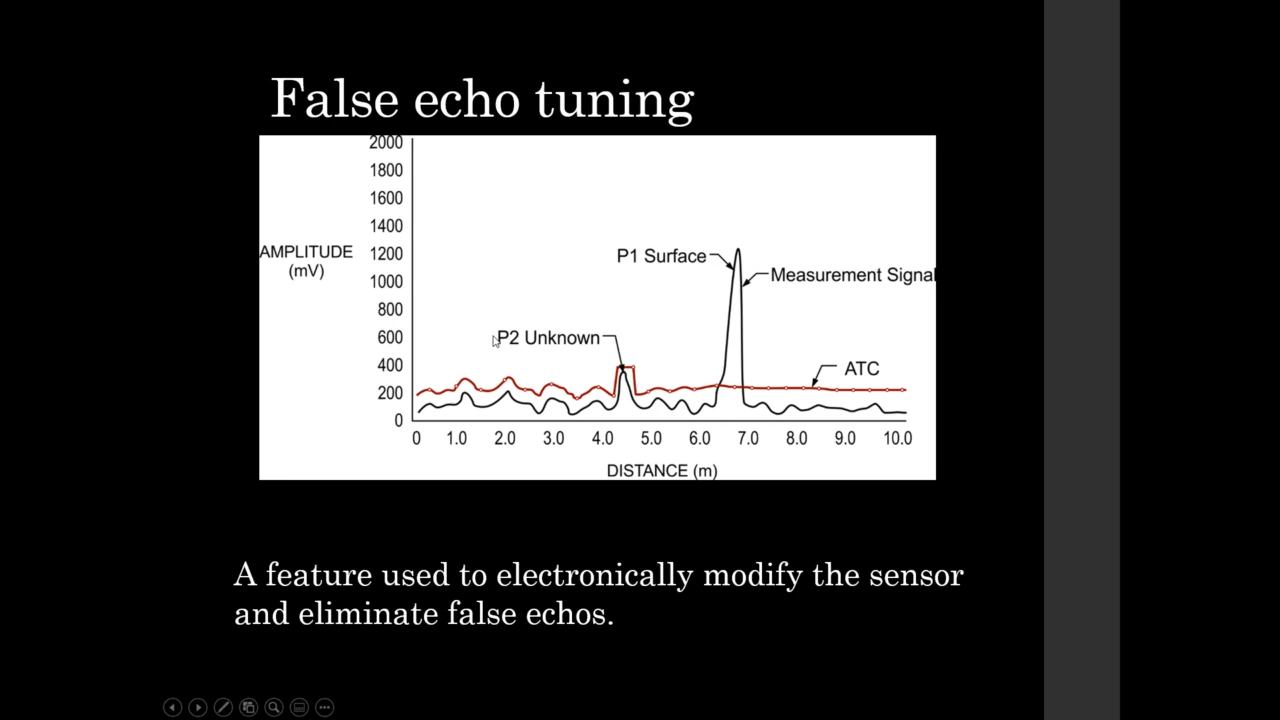 False echo tuning
2000
1800
1600
1400
1200
1000
800
600
400
200
0
AMPLITUDE
(mV)
P1 Surface
Measurement Signal
P2 Unknown
ATC
0 1.0 2.0 3.0 4.0 5.0 6.0 7.0 8.0 9.0 10.0
DISTANCE (m)
A feature used to electronically modify the sensor
and eliminate false echos.